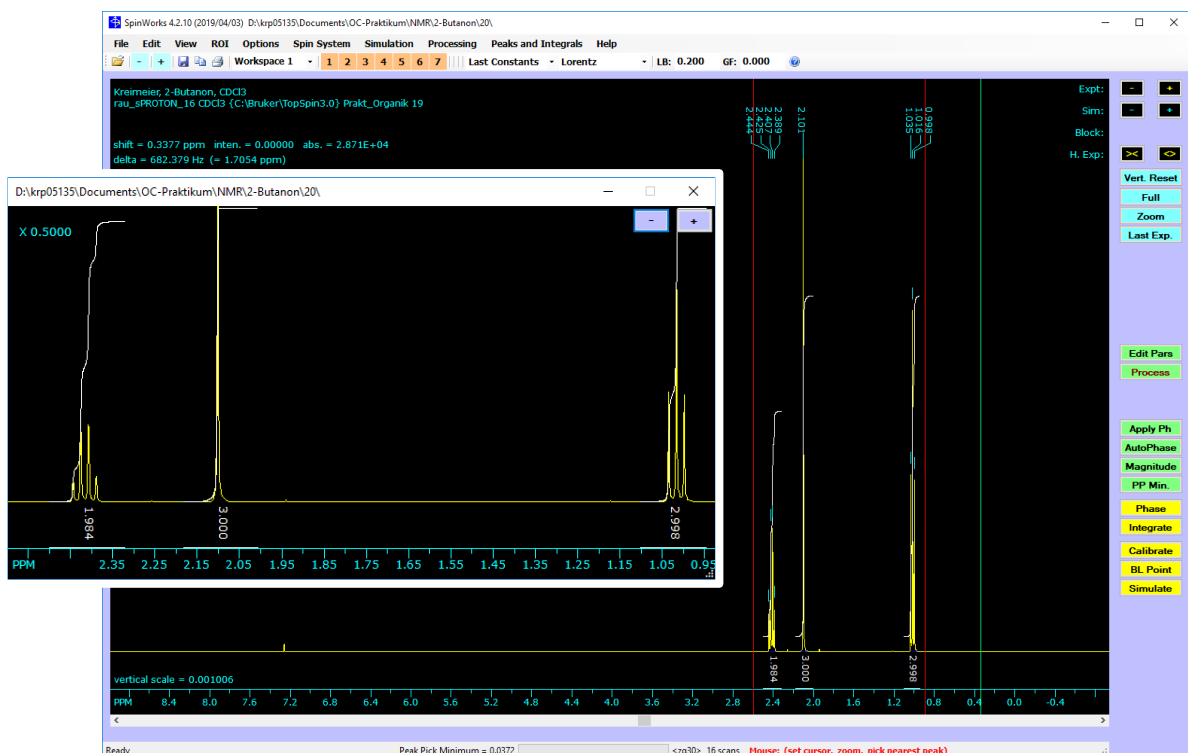 SpinWorks 4.2.10 (2019/04/03) D:\krp05135\Documents\OC-Praktikum\NMR\2-Butanon\20\
File Edit View ROI Options Spin System Simulation Processing Peaks and Integrals Help
- + Workspace 1 1 2 3 4 5 6 7 Last Constants Lorentz LB: 0.200 GF: 0.000
Kreimeier, 2-Butanon, CDCl3
rau_sPROTON_16 CDCl3 {C:\Bruker\TopSpin3.0} Prakt_Organik 19
shift = 0.3377 ppm inten. = 0.00000 abs. = 2.871E+04
delta = 682.379 Hz (= 1.7054 ppm)
2.444
2.425
2.407
2.389
2.101
1.035
1.016
0.998
Expt: - +
Sim: - +
Block:
H. Exp: >< <>
Vert. Reset
Full
Zoom
Last Exp.
Edit Pars
Process
Apply Ph
AutoPhase
Magnitude
PP Min.
Phase
Integrate
Calibrate
BL Point
Simulate
D:\krp05135\Documents\OC-Praktikum\NMR\2-Butanon\20\
X 0.5000
- +
1.984 3.000 2.998
PPM 2.35 2.25 2.15 2.05 1.95 1.85 1.75 1.65 1.55 1.45 1.35 1.25 1.15 1.05 0.95
1.984 3.000 2.998
vertical scale = 0.001006
PPM 8.4 8.0 7.6 7.2 6.8 6.4 6.0 5.6 5.2 4.8 4.4 4.0 3.6 3.2 2.8 2.4 2.0 1.6 1.2 0.8 0.4 0.0 -0.4
Ready Peak Pick Minimum = 0.0372 <zg30> 16 scans Mouse: (set cursor, zoom, pick nearest peak)